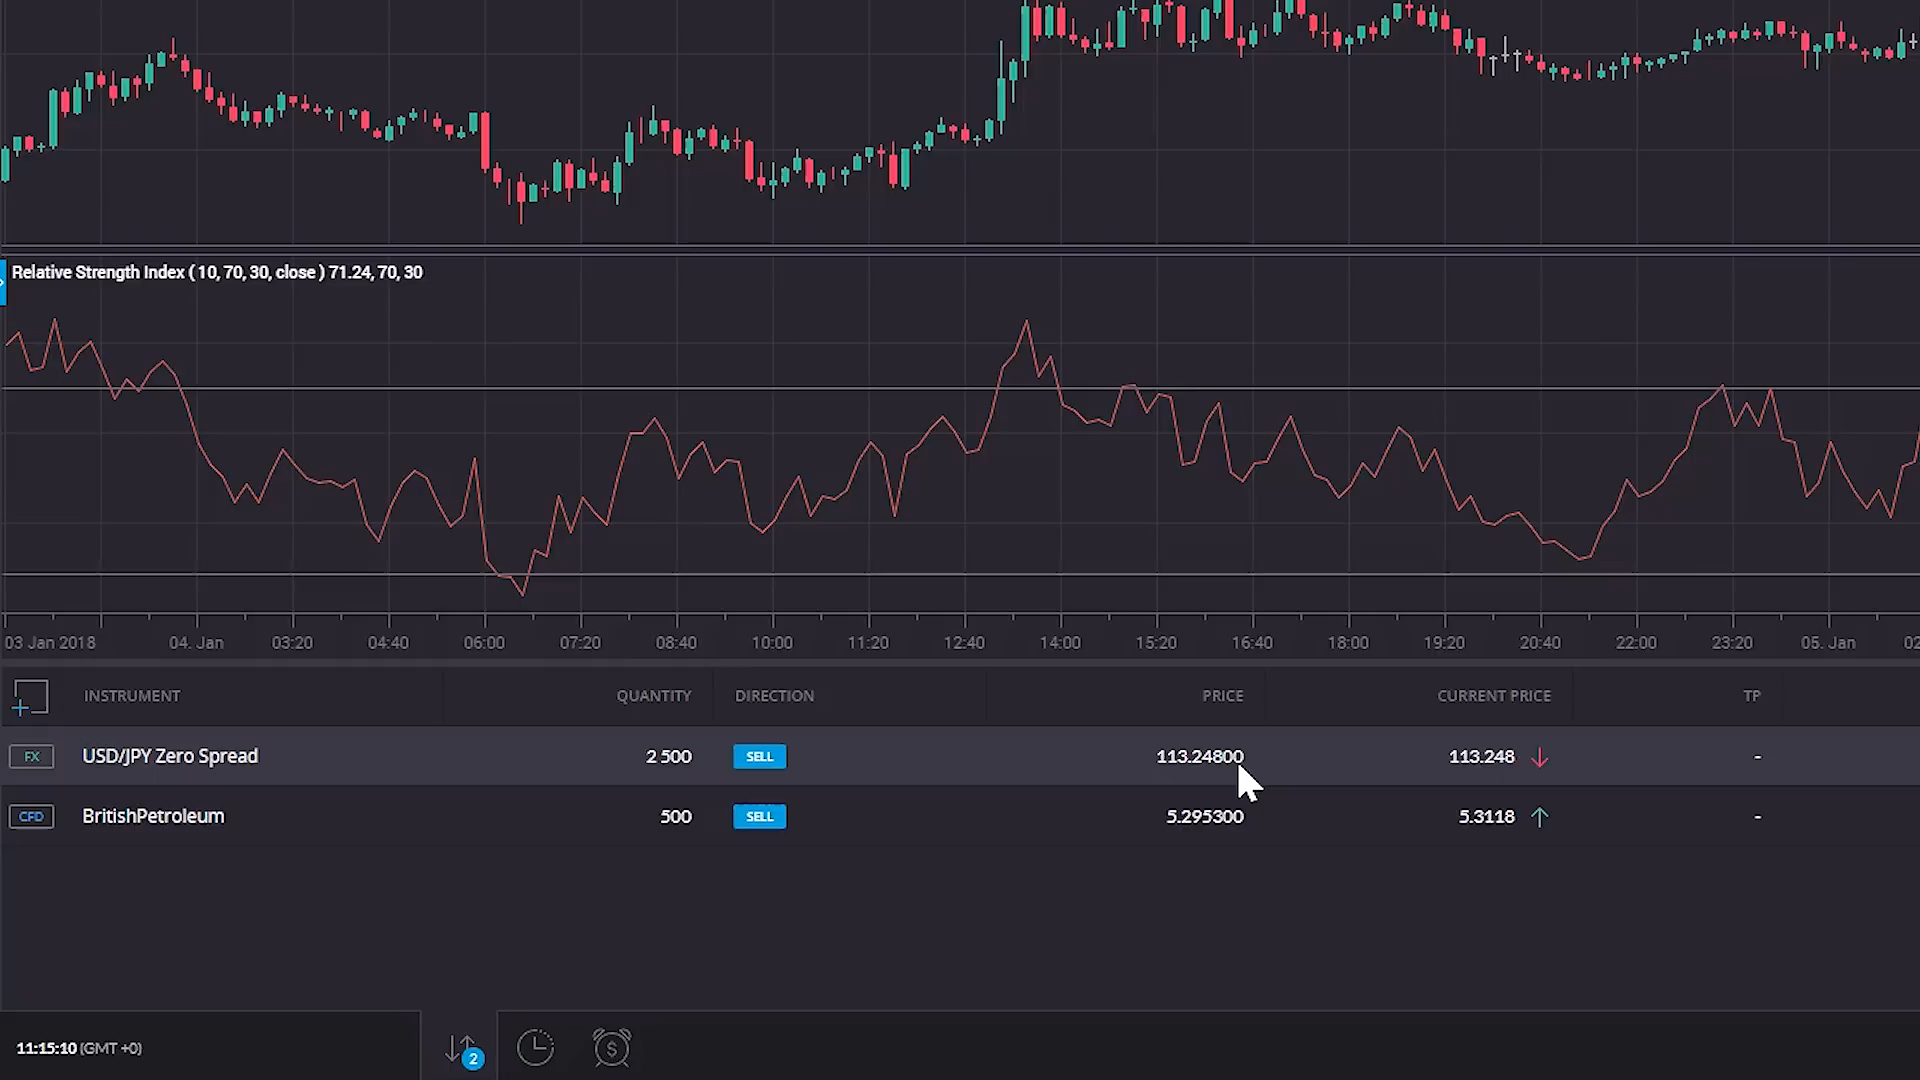 Relative Strength Index ( 10, 70, 30, close ) 71.24, 70, 30
03 Jan 2018 04. Jan 03:20 04:40 06:00 07:20 08:40 10:00 11:20 12:40 14:00 15:20 16:40 18:00 19:20 20:40 22:00 23:20 05. Jan 02
INSTRUMENT QUANTITY DIRECTION PRICE CURRENT PRICE TP
FX USD/JPY Zero Spread 2 500 SELL 113.24800 113.248 -
CFD BritishPetroleum 500 SELL 5.295300 5.3118 -
11:15:10 (GMT +0) 2 $